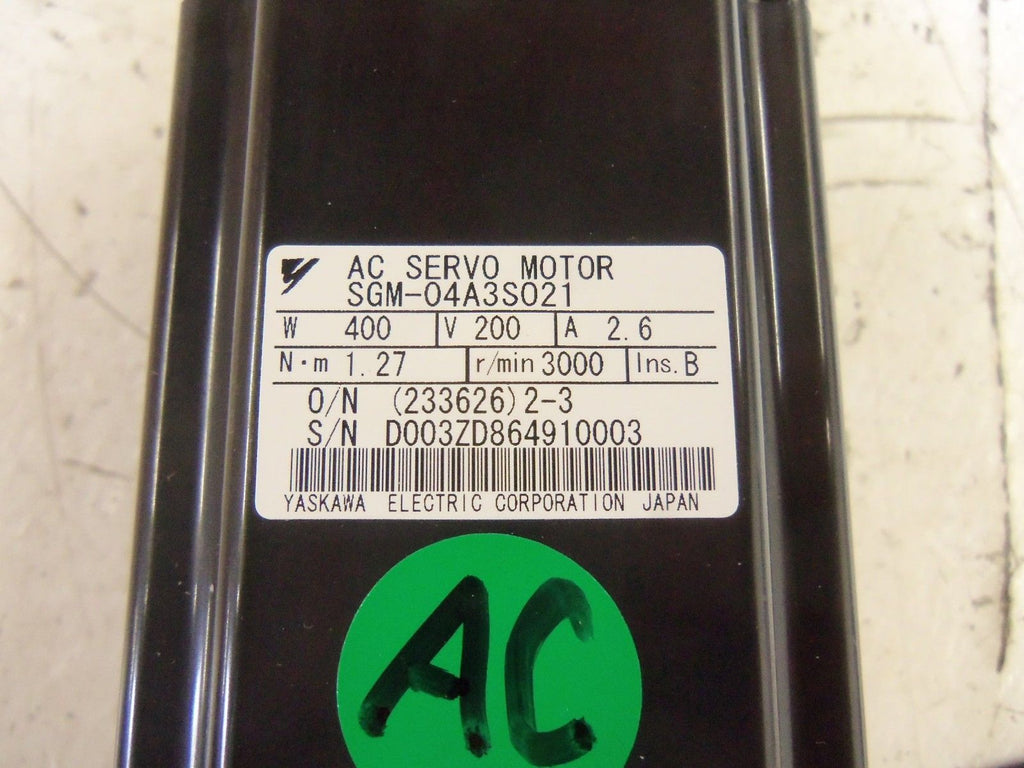 AC SERVO MOTOR
SGM-04A3S021
W 400 V 200 A 2.6
N·m 1.27 r/min 3000 Ins. B
O/N (233626)2-3
S/N D003ZD864910003
YASKAWA ELECTRIC CORPORATION JAPAN
AC